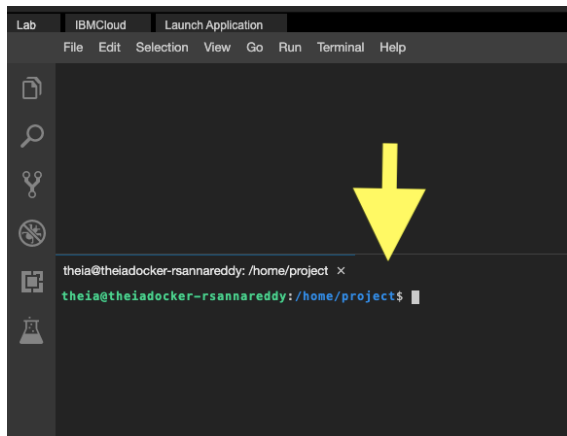 Lab IBMCloud Launch Application
File Edit Selection View Go Run Terminal Help
theia@theiadocker-rsannareddy: /home/project ×
theia@theiadocker-rsannareddy:/home/project$